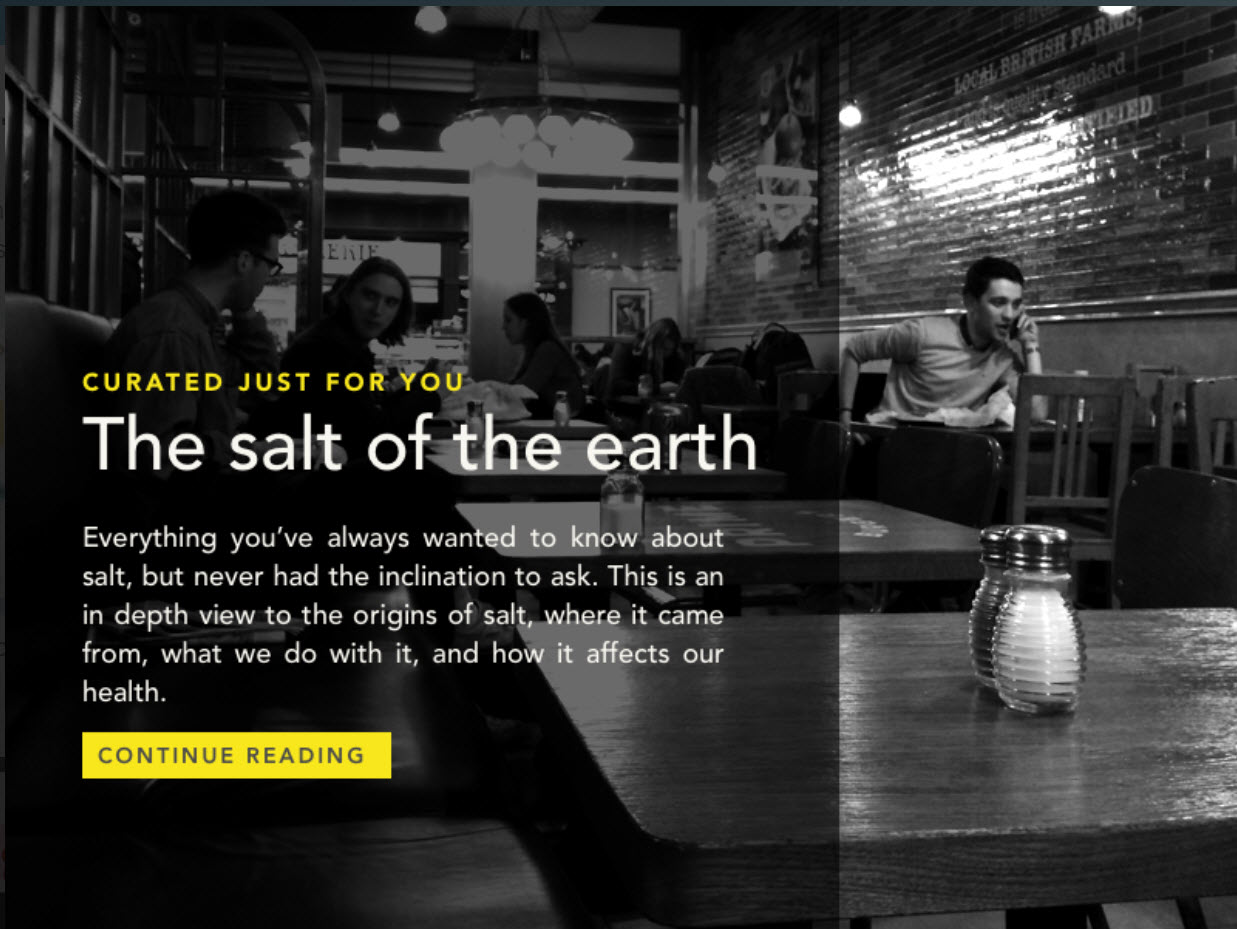 LOCAL BRITISH FARMS,
quality standard
ERIE
CURATED JUST FOR YOU
The salt of the earth
Everything you’ve always wanted to know about
salt, but never had the inclination to ask. This is an
in depth view to the origins of salt, where it came
from, what we do with it, and how it affects our
health.
CONTINUE READING